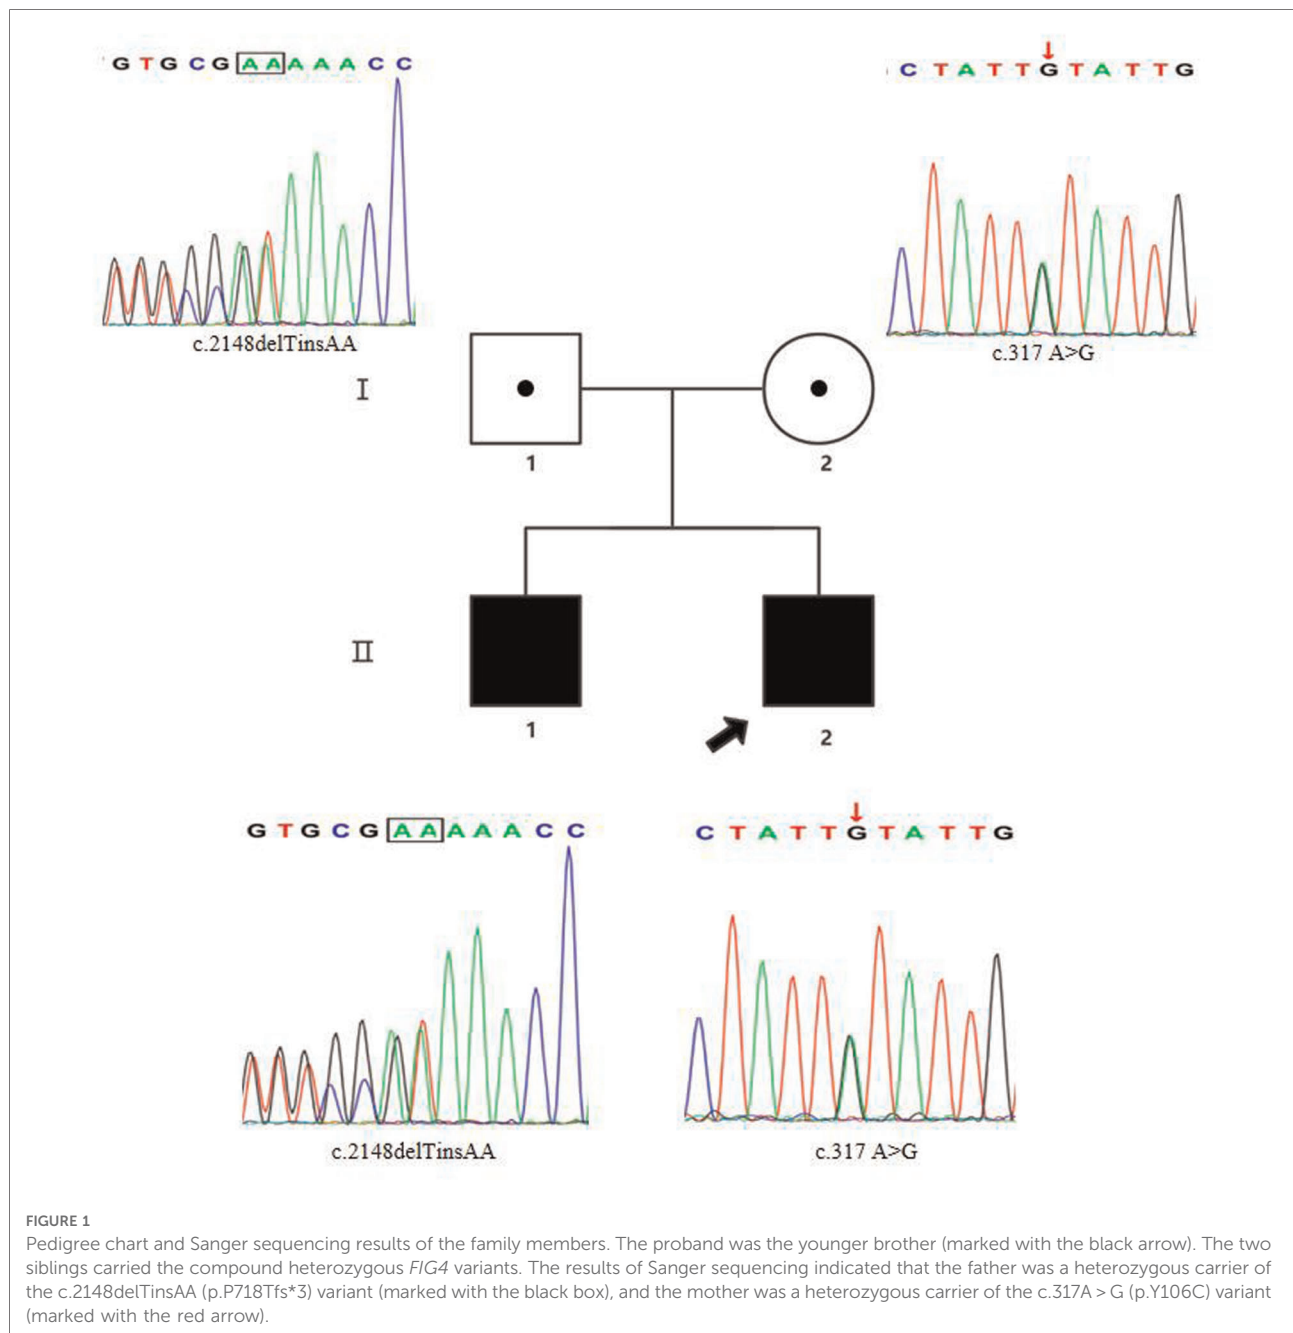 GTGCGAAAAACC
CTATTGTATTG
c.2148delTinsAA
c.317 A>G
I
1
2
II
1
2
GTGCGAAAAACC
CTATTGTATTG
c.2148delTinsAA
c.317 A>G
FIGURE 1
Pedigree chart and Sanger sequencing results of the family members. The proband was the younger brother (marked with the black arrow). The two
siblings carried the compound heterozygous FIG4 variants. The results of Sanger sequencing indicated that the father was a heterozygous carrier of
the c.2148delTinsAA (p.P718Tfs*3) variant (marked with the black box), and the mother was a heterozygous carrier of the c.317A > G (p.Y106C) variant
(marked with the red arrow).